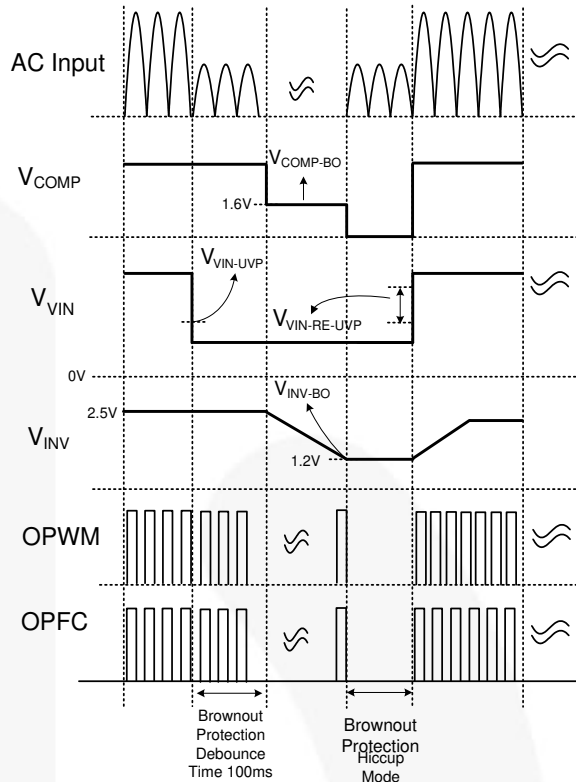 AC Input
VCOMP
VCOMP-BO
1.6V
VVIN
VVIN-UVP
VVIN-RE-UVP
0V
VINV-BO
2.5V
VINV
1.2V
OPWM
OPFC
Brownout
Protection
Debounce
Time 100ms
Brownout
Protection
Hiccup
Mode